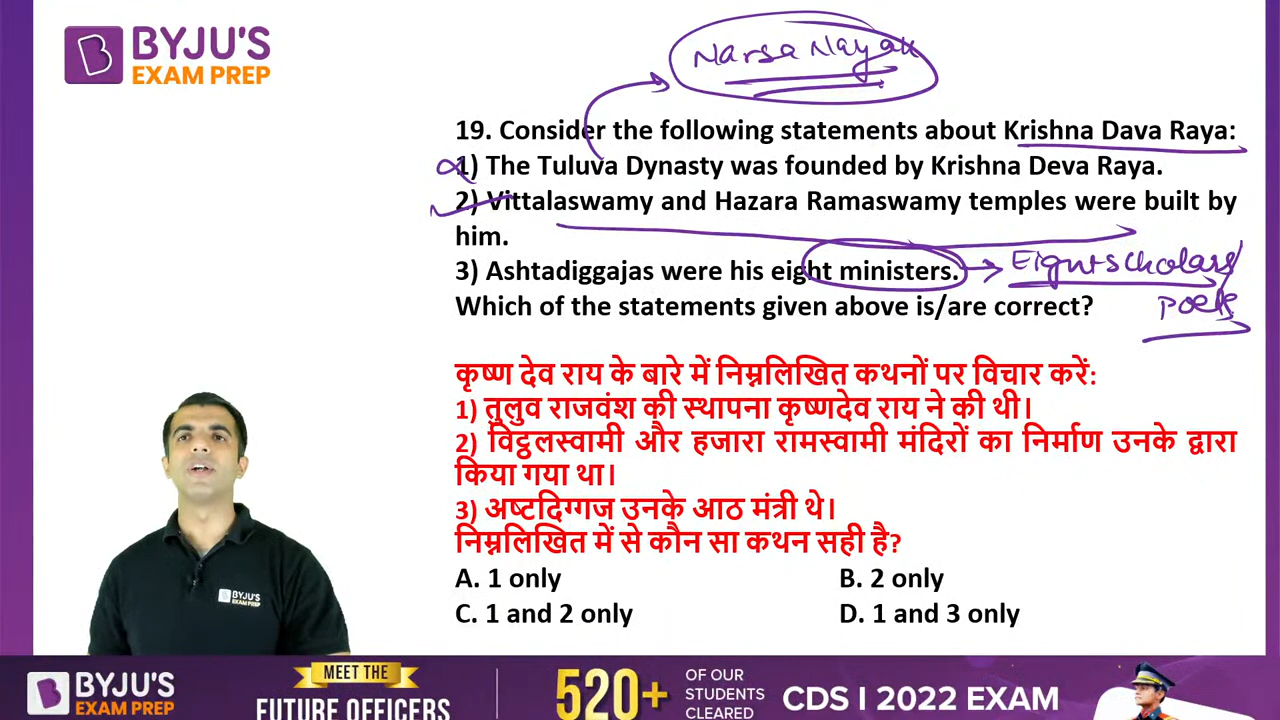 BYJU'S
EXAM PREP
Narsa Nayak
19. Consider the following statements about Krishna Dava Raya:
1) The Tuluva Dynasty was founded by Krishna Deva Raya.
2) Vittalaswamy and Hazara Ramaswamy temples were built by
him.
3) Ashtadiggajas were his eight ministers.
Eight scholars/
poets
Which of the statements given above is/are correct?
कृष्ण देव राय के बारे में निम्नलिखित कथनों पर विचार करें:
1) तुलुव राजवंश की स्थापना कृष्णदेव राय ने की थी।
2) विट्ठलस्वामी और हजारा रामस्वामी मंदिरों का निर्माण उनके द्वारा
किया गया था।
3) अष्टदिग्गज उनके आठ मंत्री थे।
निम्नलिखित में से कौन सा कथन सही है?
A. 1 only
B. 2 only
C. 1 and 2 only
D. 1 and 3 only
BYJU'S
EXAM PREP
BYJU'S
EXAM PREP
MEET THE
FUTURE OFFICERS
520+
OF OUR
STUDENTS
CLEARED
CDS I 2022 EXAM